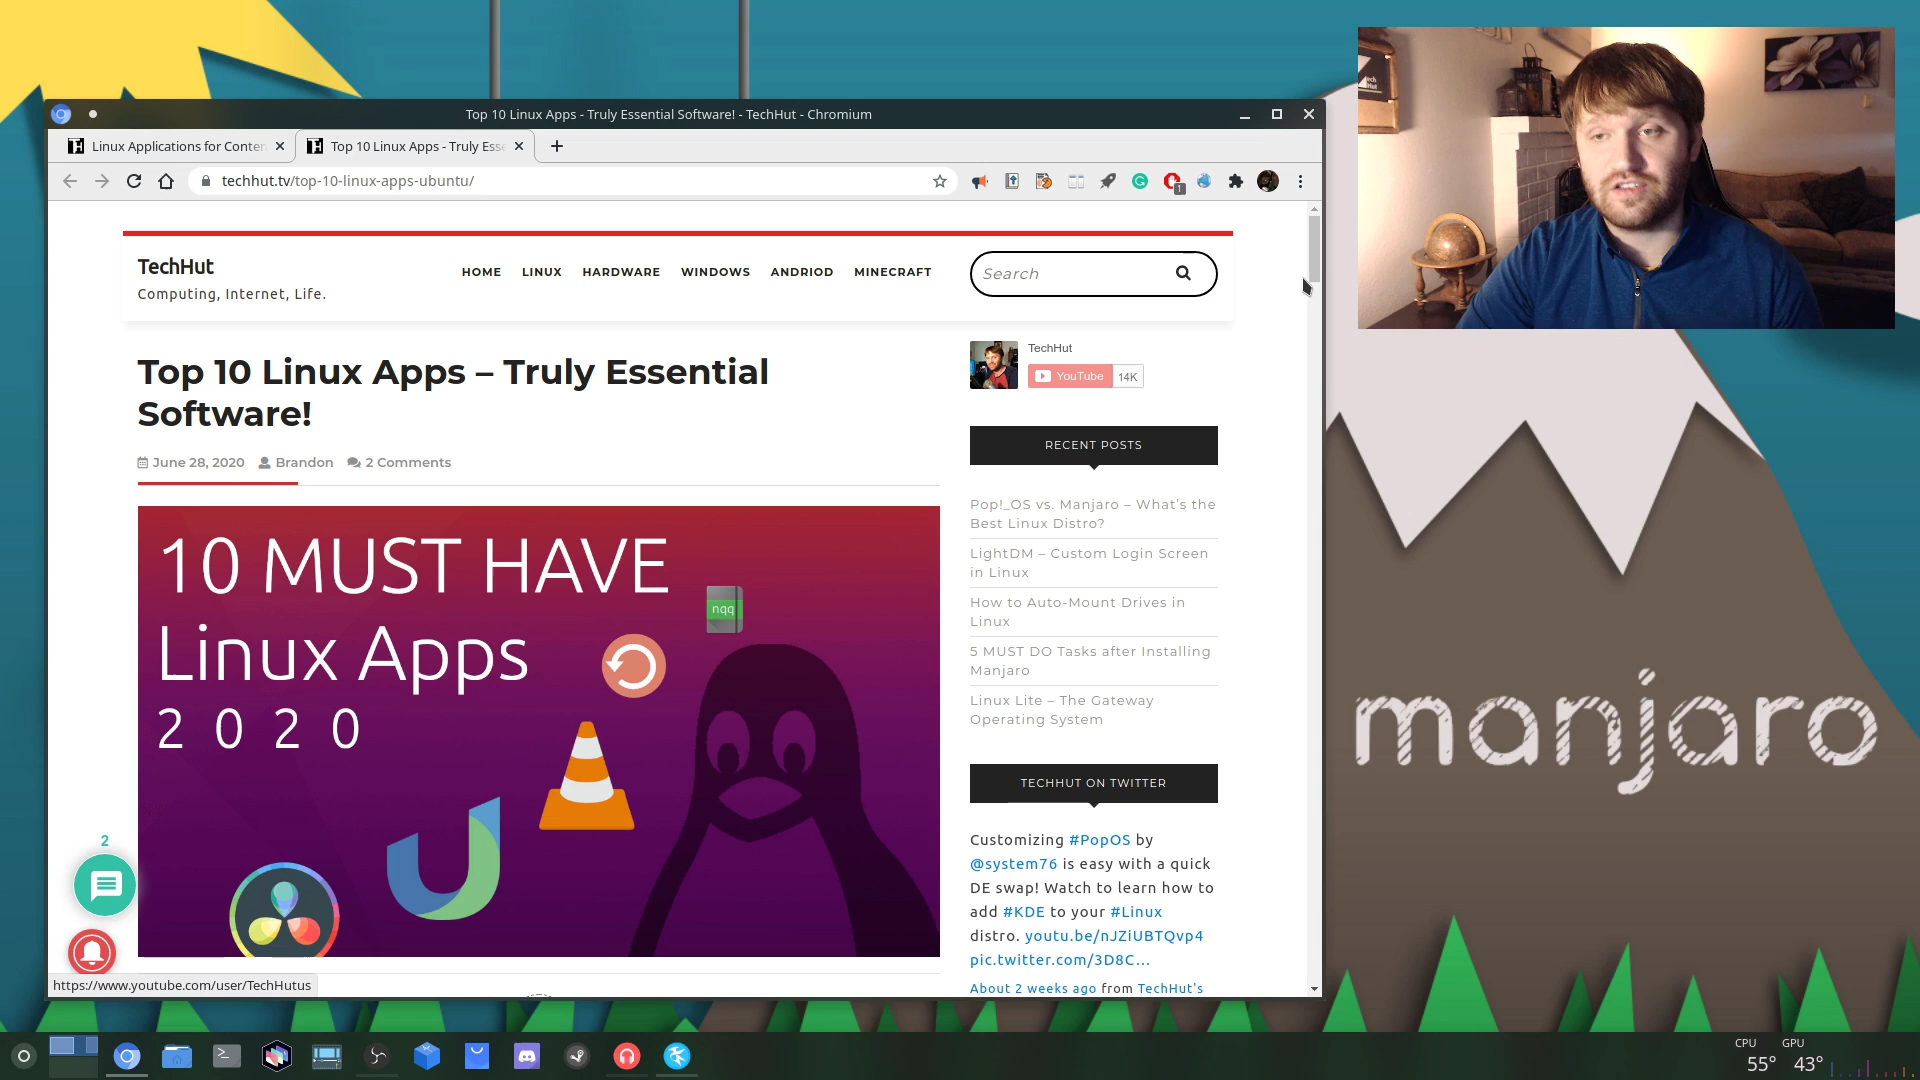 Top 10 Linux Apps - Truly Essential Software! - TechHut - Chromium
Linux Applications for Conten
Top 10 Linux Apps - Truly Esse
techhut.tv/top-10-linux-apps-ubuntu/
1
TechHut
Computing, Internet, Life.
HOME LINUX HARDWARE WINDOWS ANDRIOD MINECRAFT
Search
Top 10 Linux Apps – Truly Essential
Software!
June 28, 2020 Brandon 2 Comments
10 MUST HAVE
Linux Apps
2020
nqq
TechHut
YouTube 14K
RECENT POSTS
Pop!_OS vs. Manjaro – What's the
Best Linux Distro?
LightDM – Custom Login Screen
in Linux
How to Auto-Mount Drives in
Linux
5 MUST DO Tasks after Installing
Manjaro
Linux Lite – The Gateway
Operating System
TECHHUT ON TWITTER
Customizing #PopOS by
@system76 is easy with a quick
DE swap! Watch to learn how to
add #KDE to your #Linux
distro. youtu.be/nJZiUBTQvp4
pic.twitter.com/3D8C...
About 2 weeks ago from TechHut's
2
https://www.youtube.com/user/TechHutus
manjaro
CPU GPU
55° 43°